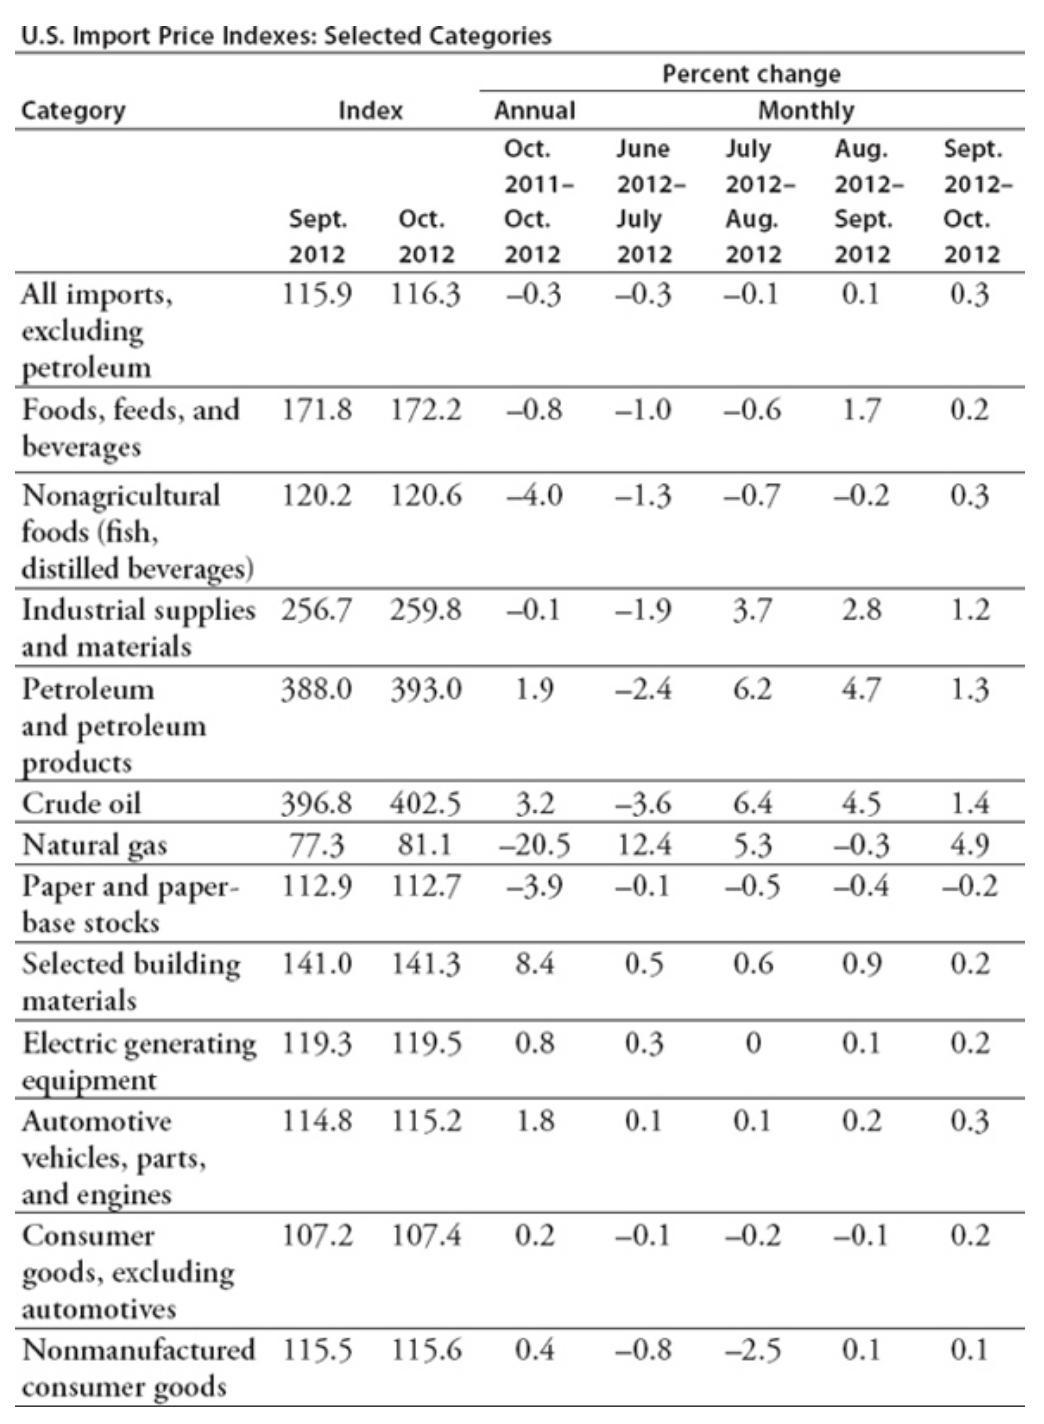 U.S. Import Price Indexes: Selected Categories
Percent change
Category Index Annual Monthly
Oct. June July Aug. Sept.
2011– 2012– 2012– 2012– 2012–
Sept. Oct. Oct. July Aug. Sept. Oct.
2012 2012 2012 2012 2012 2012 2012
All imports, 115.9 116.3 –0.3 –0.3 –0.1 0.1 0.3
excluding
petroleum
Foods, feeds, and 171.8 172.2 –0.8 –1.0 –0.6 1.7 0.2
beverages
Nonagricultural 120.2 120.6 –4.0 –1.3 –0.7 –0.2 0.3
foods (fish,
distilled beverages)
Industrial supplies 256.7 259.8 –0.1 –1.9 3.7 2.8 1.2
and materials
Petroleum 388.0 393.0 1.9 –2.4 6.2 4.7 1.3
and petroleum
products
Crude oil 396.8 402.5 3.2 –3.6 6.4 4.5 1.4
Natural gas 77.3 81.1 –20.5 12.4 5.3 –0.3 4.9
Paper and paper- 112.9 112.7 –3.9 –0.1 –0.5 –0.4 –0.2
base stocks
Selected building 141.0 141.3 8.4 0.5 0.6 0.9 0.2
materials
Electric generating 119.3 119.5 0.8 0.3 0 0.1 0.2
equipment
Automotive 114.8 115.2 1.8 0.1 0.1 0.2 0.3
vehicles, parts,
and engines
Consumer 107.2 107.4 0.2 –0.1 –0.2 –0.1 0.2
goods, excluding
automotives
Nonmanufactured 115.5 115.6 0.4 –0.8 –2.5 0.1 0.1
consumer goods